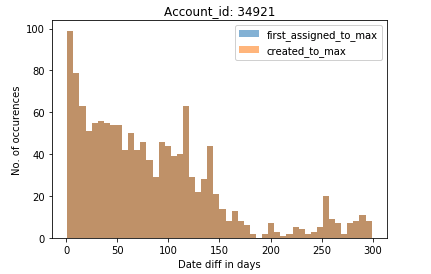 Account_id: 34921
first_assigned_to_max
created_to_max
No. of occurences
100
80
60
40
20
0
0 50 100 150 200 250 300
Date diff in days